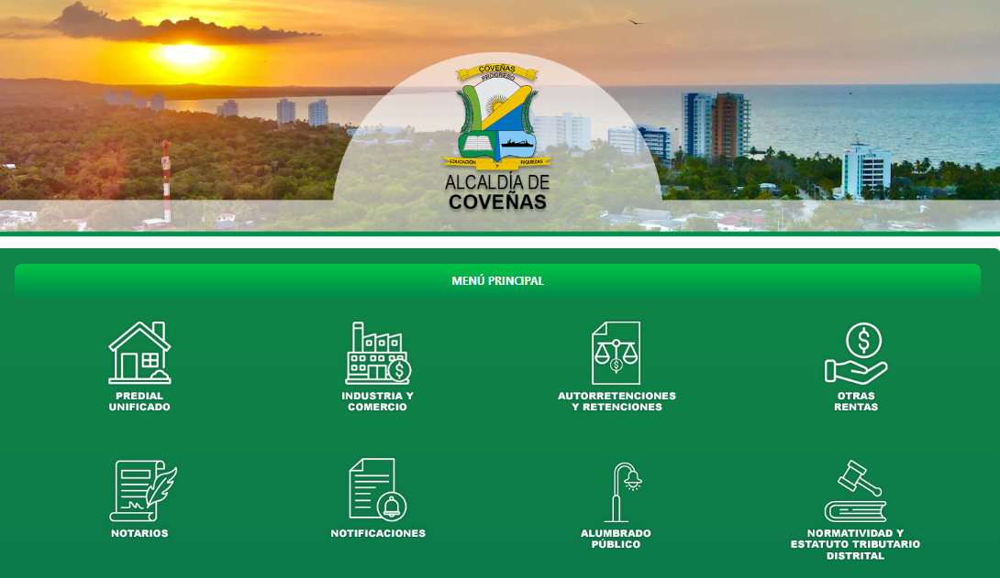 COVEÑAS
PROGRESO
EDUCACIÓN Y RIQUEZAS
ALCALDÍA DE
COVEÑAS
MENÚ PRINCIPAL
PREDIAL
UNIFICADO
INDUSTRIA Y
COMERCIO
AUTORRETENCIONES
Y RETENCIONES
OTRAS
RENTAS
NOTARIOS
NOTIFICACIONES
ALUMBRADO
PÚBLICO
NORMATIVIDAD Y
ESTATUTO TRIBUTARIO
DISTRITAL